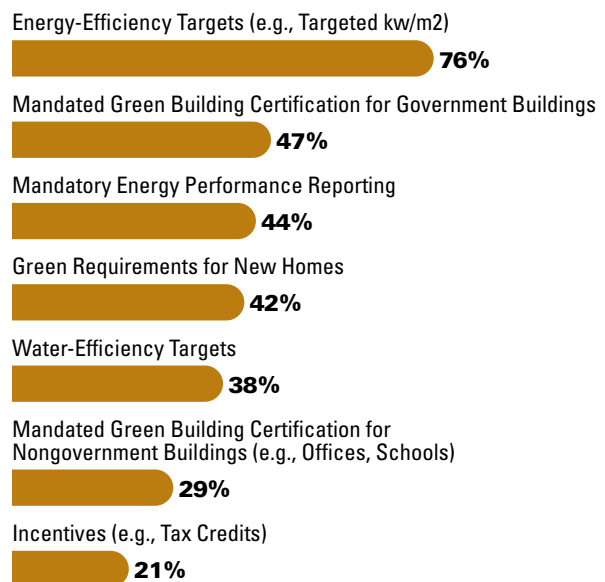 Energy-Efficiency Targets (e.g., Targeted kw/m2)
76%
Mandated Green Building Certification for Government Buildings
47%
Mandatory Energy Performance Reporting
44%
Green Requirements for New Homes
42%
Water-Efficiency Targets
38%
Mandated Green Building Certification for
Nongovernment Buildings (e.g., Offices, Schools)
29%
Incentives (e.g., Tax Credits)
21%